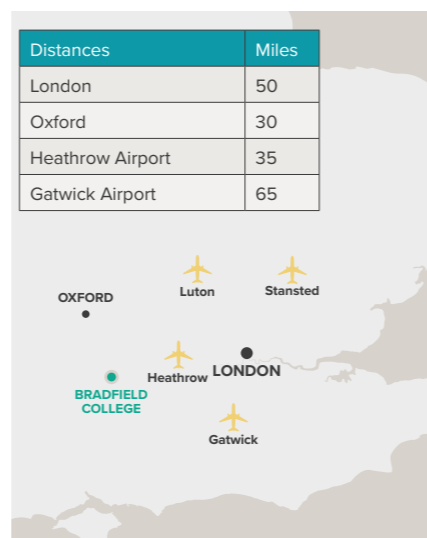 Distances Miles
London 50
Oxford 30
Heathrow Airport 35
Gatwick Airport 65
OXFORD
Luton
Stansted
Heathrow
LONDON
BRADFIELD
COLLEGE
Gatwick